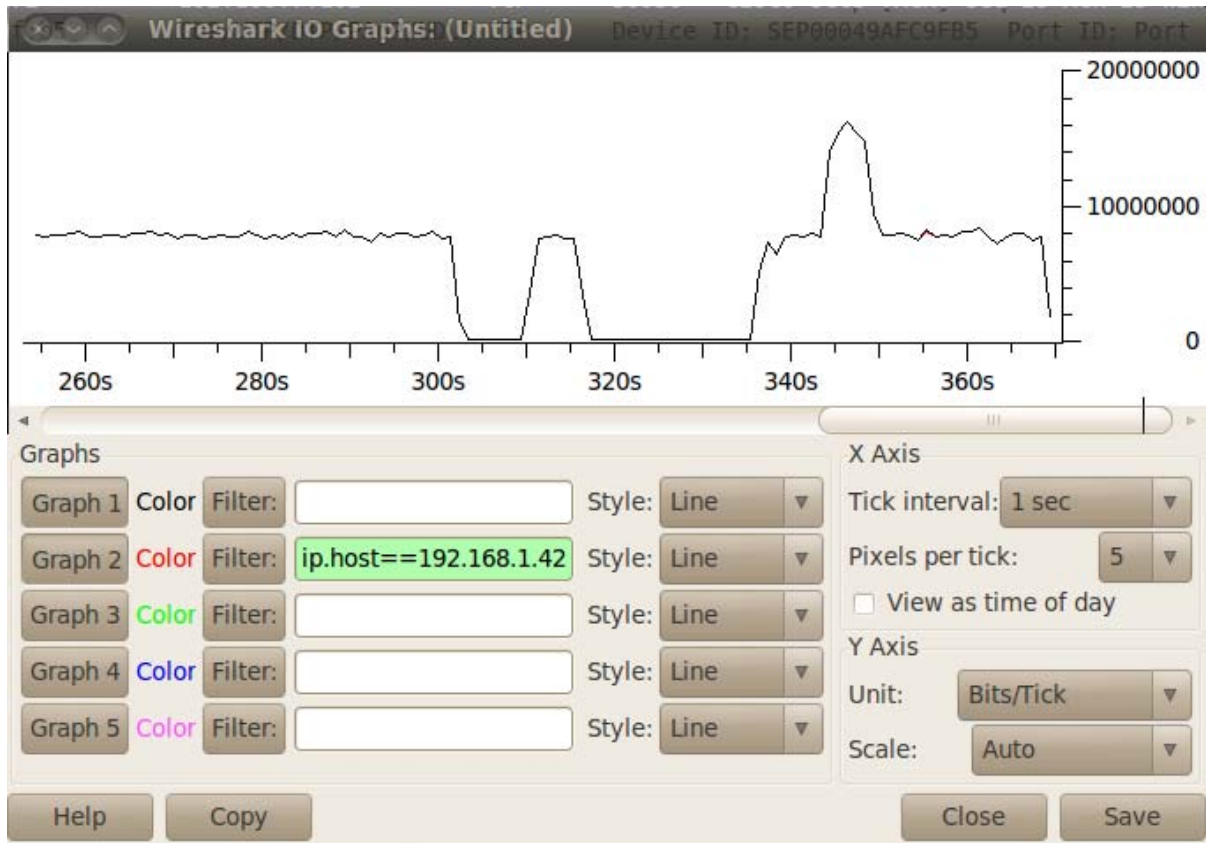 Wireshark IO Graphs: (Untitled)
Device ID: SEP00049AFC9FB5 Port ID: Port
20000000
10000000
0
260s 280s 300s 320s 340s 360s
Graphs
Graph 1 Color Filter: Style: Line
Graph 2 Color Filter: ip.host==192.168.1.42 Style: Line
Graph 3 Color Filter: Style: Line
Graph 4 Color Filter: Style: Line
Graph 5 Color Filter: Style: Line
X Axis
Tick interval: 1 sec
Pixels per tick: 5
View as time of day
Y Axis
Unit: Bits/Tick
Scale: Auto
Help Copy Close Save